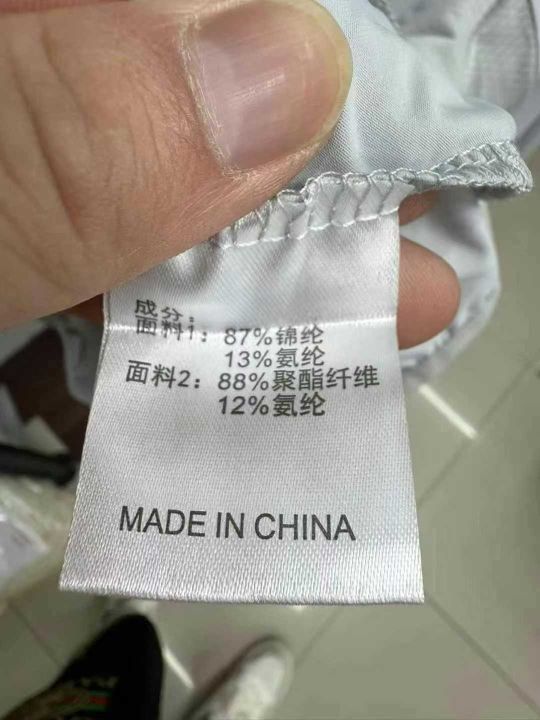 成分:
面料1: 87%锦纶
13%氨纶
面料2: 88%聚酯纤维
12%氨纶
MADE IN CHINA